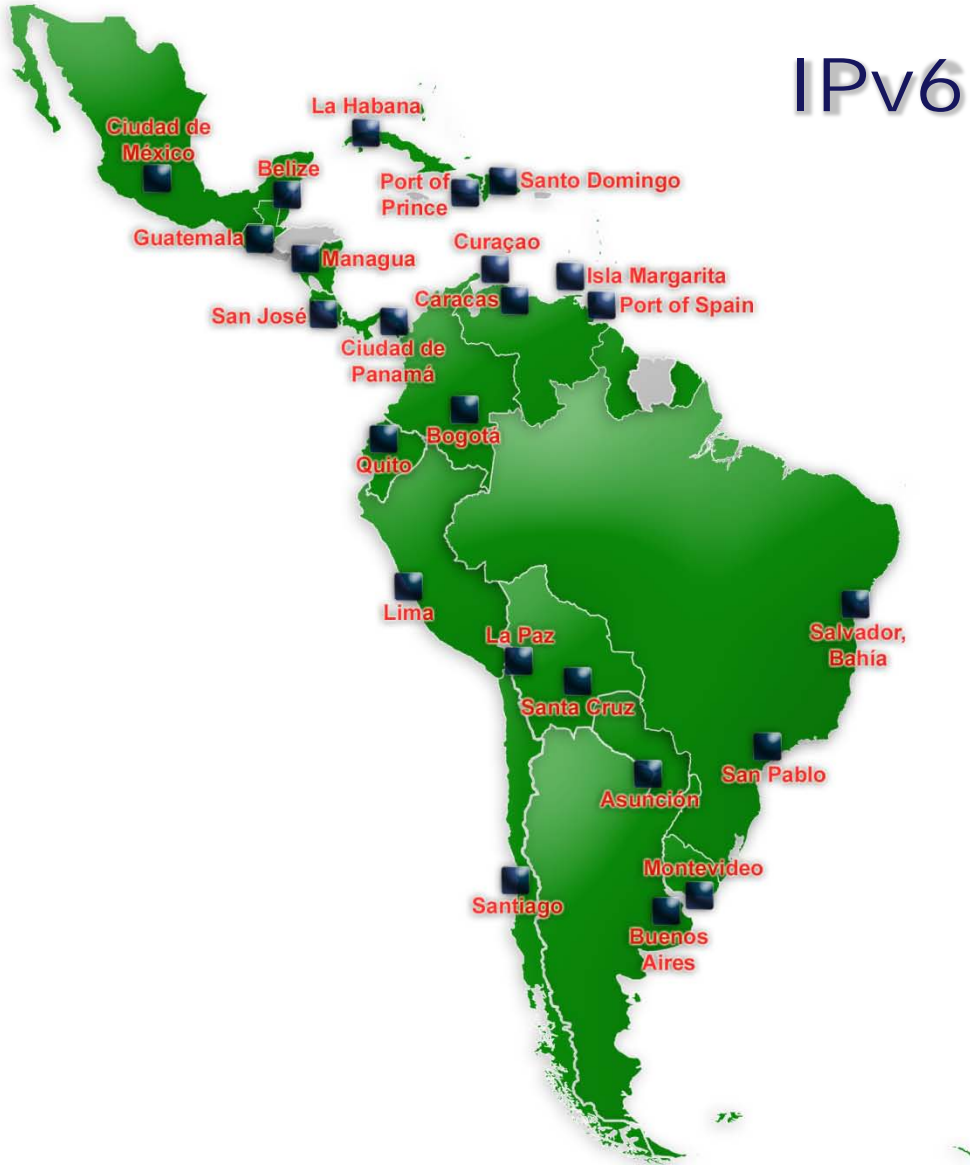 IPv6
La Habana
Ciudad de
México
Belize
Port of
Prince
Santo Domingo
Guatemala
Managua
Curaçao
Isla Margarita
Caracas
Port of Spain
San José
Ciudad de
Panamá
Bogotá
Quito
Lima
La Paz
Salvador,
Bahía
Santa Cruz
San Pablo
Asunción
Montevideo
Santiago
Buenos
Aires